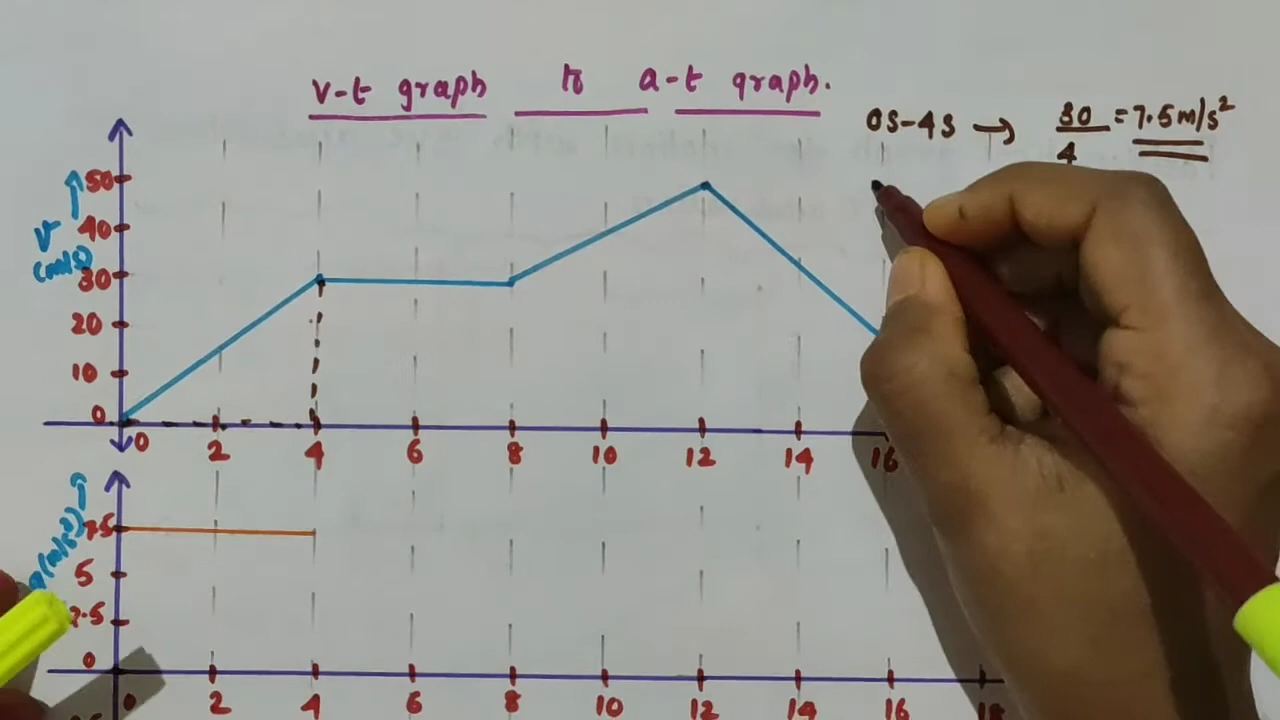 v-t graph to a-t graph.
0s-4s → 30/4 = 7.5 m/s²
50
v
40
(m/s)
30
20
10
0
0 2 4 6 8 10 12 14 16
7.5
a (m/s²)
5
2.5
0
0 2 4 6 8 10 12 14 16 18